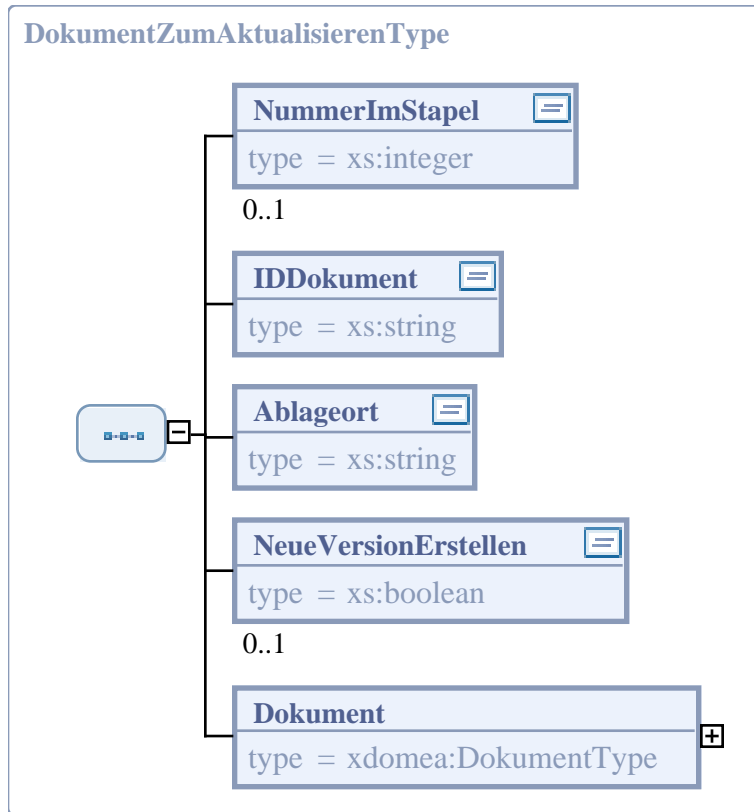 DokumentZumAktualisierenType
NummerImStapel
type = xs:integer
0..1
IDDokument
type = xs:string
Ablageort
type = xs:string
NeueVersionErstellen
type = xs:boolean
0..1
Dokument
type = xdomea:DokumentType